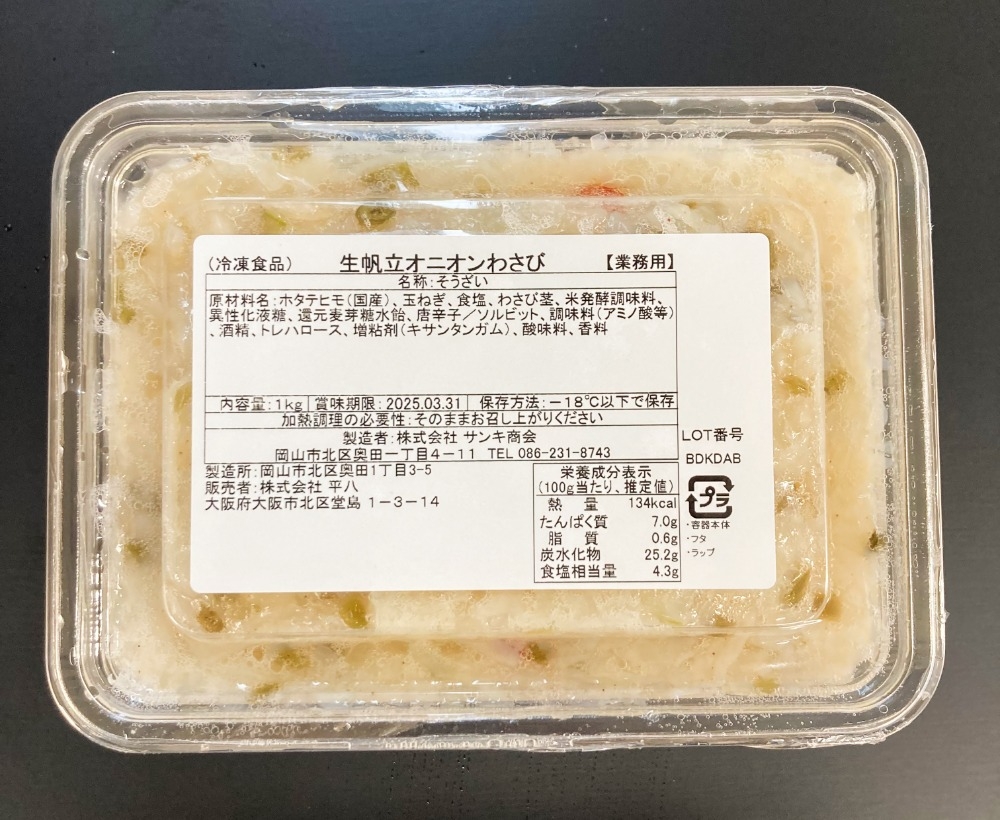 (冷凍食品) 生帆立オニオンわさび 【業務用】
名称:そうざい
原材料名:ホタテヒモ(国産)、玉ねぎ、食塩、わさび茎、米発酵調味料、
異性化液糖、還元麦芽糖水飴、唐辛子/ソルビット、調味料(アミノ酸等)
、酒精、トレハロース、増粘剤(キサンタンガム)、酸味料、香料
内容量:1kg 賞味期限:2025.03.31 保存方法:-18℃以下で保存
加熱調理の必要性:そのままお召し上がりください
製造者:株式会社 サンキ商会
岡山市北区奥田一丁目4-11 TEL 086-231-8743
製造所:岡山市北区奥田1丁目3-5
販売者:株式会社 平八
大阪府大阪市北区堂島 1-3-14
栄養成分表示
(100g当たり、推定値)
熱 量 134kcal
たんぱく質 7.0g
脂 質 0.6g
炭水化物 25.2g
食塩相当量 4.3g
LOT番号
BDKDAB
プラ
・容器本体
・フタ
・ラップ